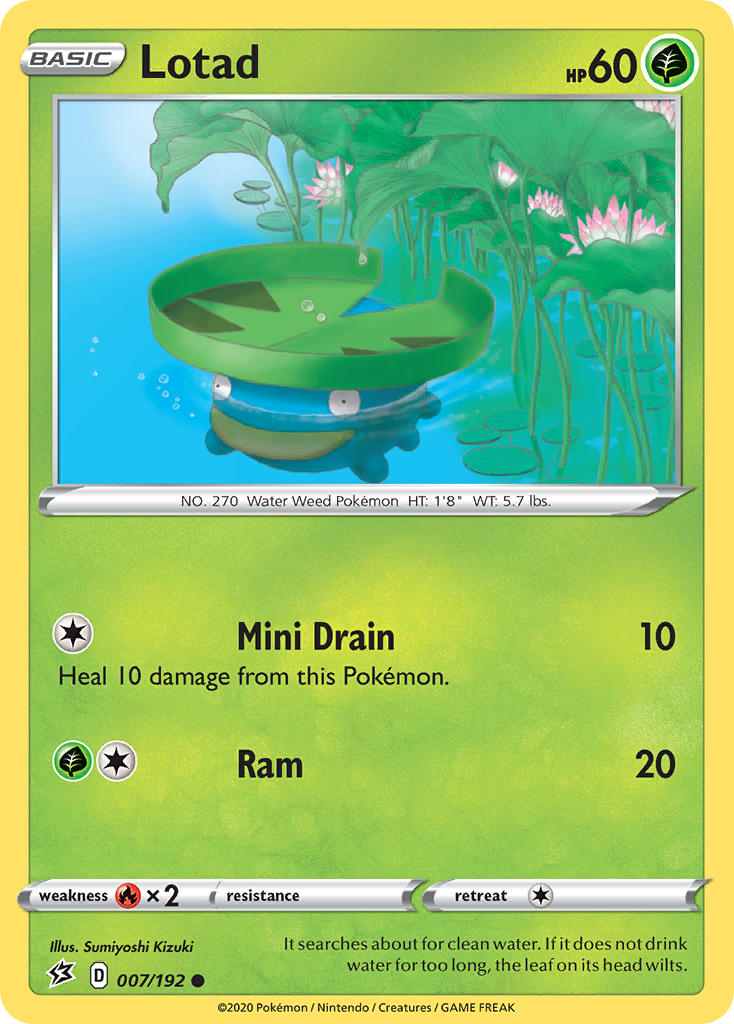 BASIC Lotad HP60
NO. 270 Water Weed Pokémon HT: 1'8" WT: 5.7 lbs.
Mini Drain 10
Heal 10 damage from this Pokémon.
Ram 20
weakness ×2 resistance retreat
Illus. Sumiyoshi Kizuki
It searches about for clean water. If it does not drink
water for too long, the leaf on its head wilts.
D 007/192
©2020 Pokémon / Nintendo / Creatures / GAME FREAK